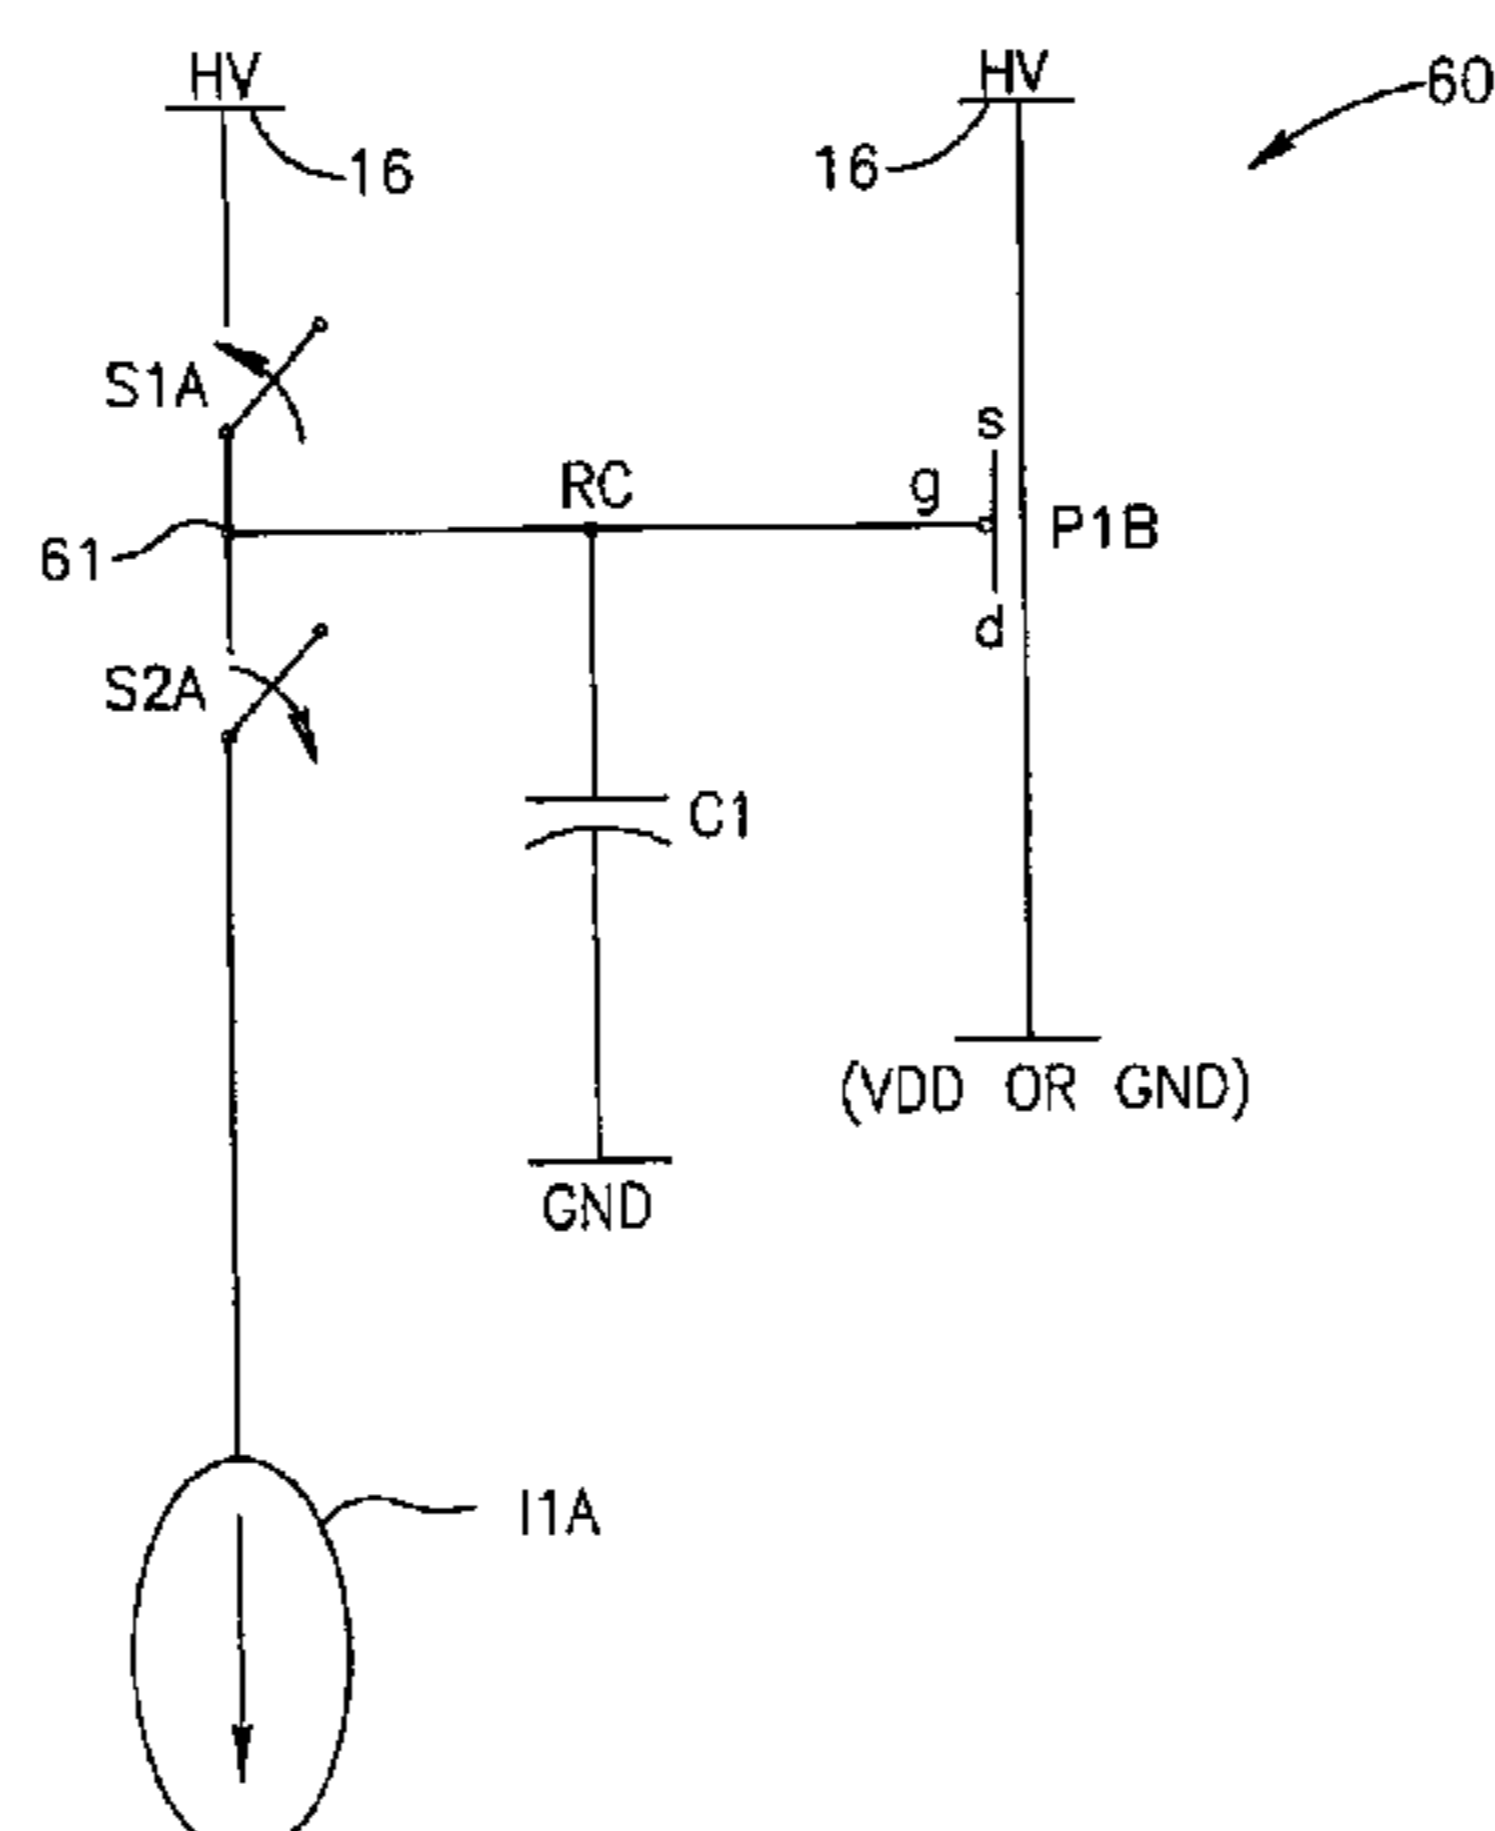 HV
HV
60
16
16
S1A
s
RC
g
P1B
61
d
S2A
C1
(VDD OR GND)
GND
I1A